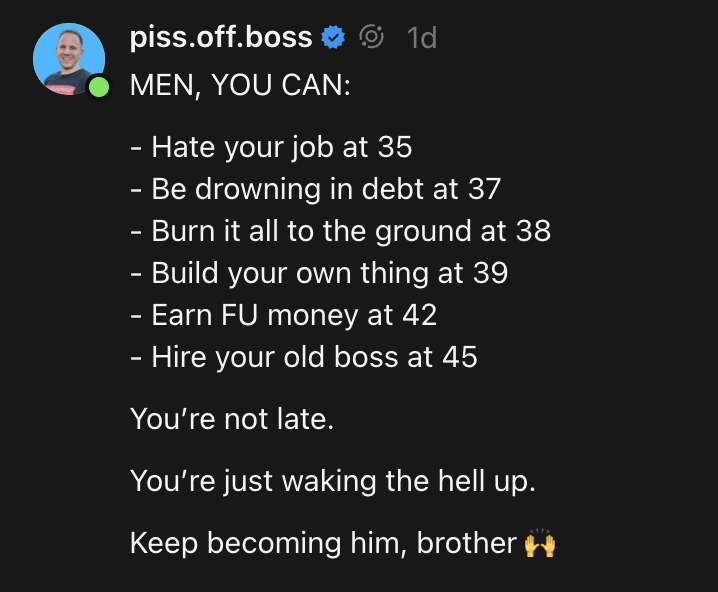 piss.off.boss 1d
MEN, YOU CAN:
- Hate your job at 35
- Be drowning in debt at 37
- Burn it all to the ground at 38
- Build your own thing at 39
- Earn FU money at 42
- Hire your old boss at 45
You’re not late.
You’re just waking the hell up.
Keep becoming him, brother 🙌